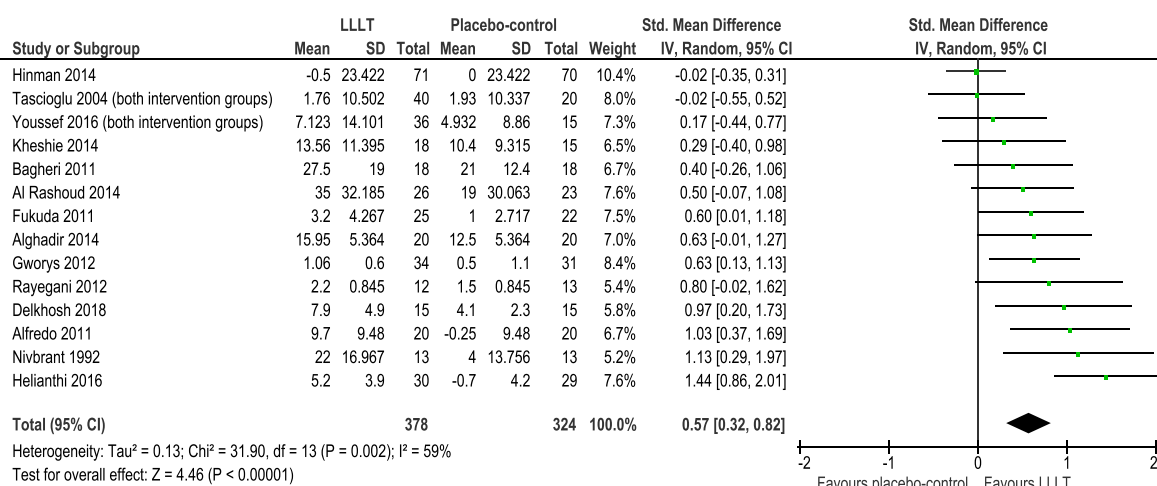 LLLT Placebo-control Std. Mean Difference Std. Mean Difference
Study or Subgroup Mean SD Total Mean SD Total Weight IV, Random, 95% CI IV, Random, 95% CI
Hinman 2014 -0.5 23.422 71 0 23.422 70 10.4% -0.02 [-0.35, 0.31]
Tascioglu 2004 (both intervention groups) 1.76 10.502 40 1.93 10.337 20 8.0% -0.02 [-0.55, 0.52]
Youssef 2016 (both intervention groups) 7.123 14.101 36 4.932 8.86 15 7.3% 0.17 [-0.44, 0.77]
Kheshie 2014 13.56 11.395 18 10.4 9.315 15 6.5% 0.29 [-0.40, 0.98]
Bagheri 2011 27.5 19 18 21 12.4 18 6.7% 0.40 [-0.26, 1.06]
Al Rashoud 2014 35 32.185 26 19 30.063 23 7.6% 0.50 [-0.07, 1.08]
Fukuda 2011 3.2 4.267 25 1 2.717 22 7.5% 0.60 [0.01, 1.18]
Alghadir 2014 15.95 5.364 20 12.5 5.364 20 7.0% 0.63 [-0.01, 1.27]
Gworys 2012 1.06 0.6 34 0.5 1.1 31 8.4% 0.63 [0.13, 1.13]
Rayegani 2012 2.2 0.845 12 1.5 0.845 13 5.4% 0.80 [-0.02, 1.62]
Delkhosh 2018 7.9 4.9 15 4.1 2.3 15 5.8% 0.97 [0.20, 1.73]
Alfredo 2011 9.7 9.48 20 -0.25 9.48 20 6.7% 1.03 [0.37, 1.69]
Nivbrant 1992 22 16.967 13 4 13.756 13 5.2% 1.13 [0.29, 1.97]
Helianthi 2016 5.2 3.9 30 -0.7 4.2 29 7.6% 1.44 [0.86, 2.01]
Total (95% CI) 378 324 100.0% 0.57 [0.32, 0.82]
Heterogeneity: Tau² = 0.13; Chi² = 31.90, df = 13 (P = 0.002); I² = 59%
Test for overall effect: Z = 4.46 (P < 0.00001)
-2 -1 0 1 2
Favours placebo-control Favours LLLT